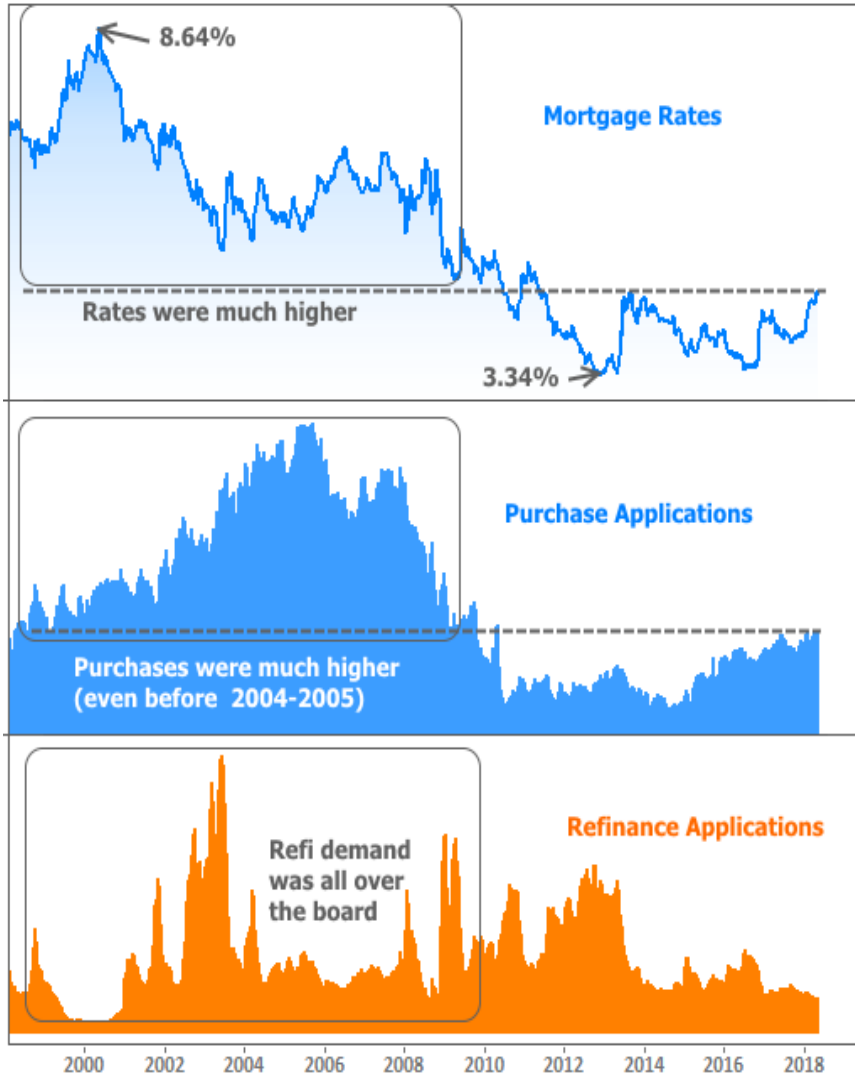 8.64%
Mortgage Rates
Rates were much higher
3.34%
Purchase Applications
Purchases were much higher
(even before 2004-2005)
Refinance Applications
Refi demand
was all over
the board
2000 2002 2004 2006 2008 2010 2012 2014 2016 2018